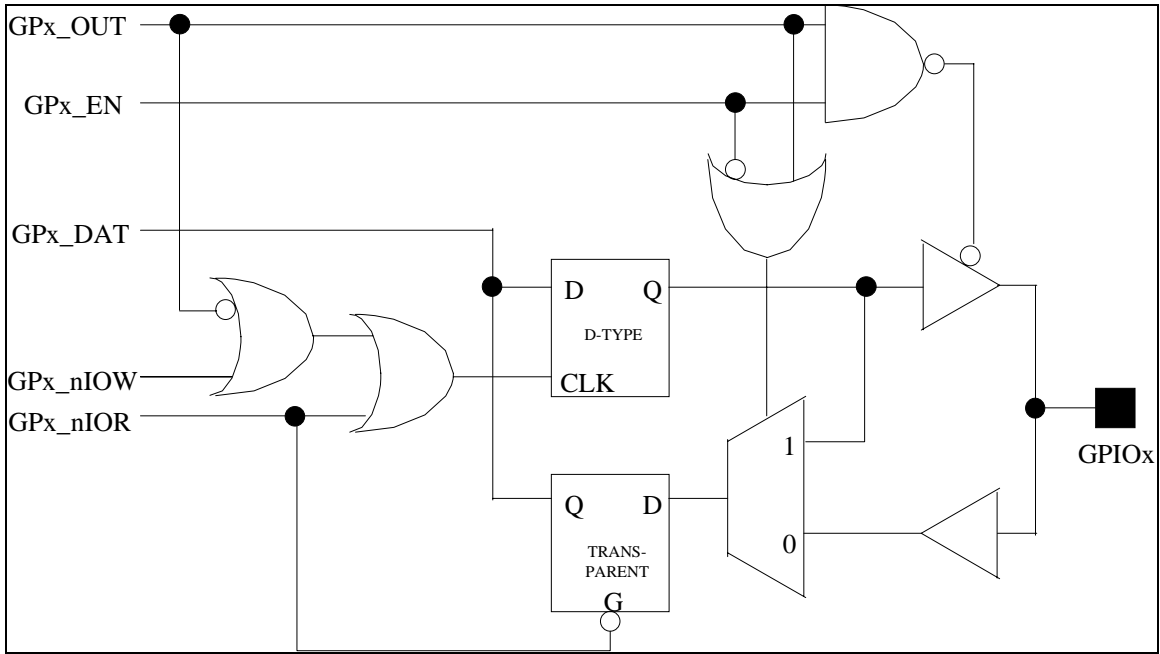 GPx_OUT
GPx_EN
GPx_DAT
D Q
D-TYPE
CLK
GPx_nIOW
GPx_nIOR
GPIOx
1
Q D
0
TRANS-
PARENT
G